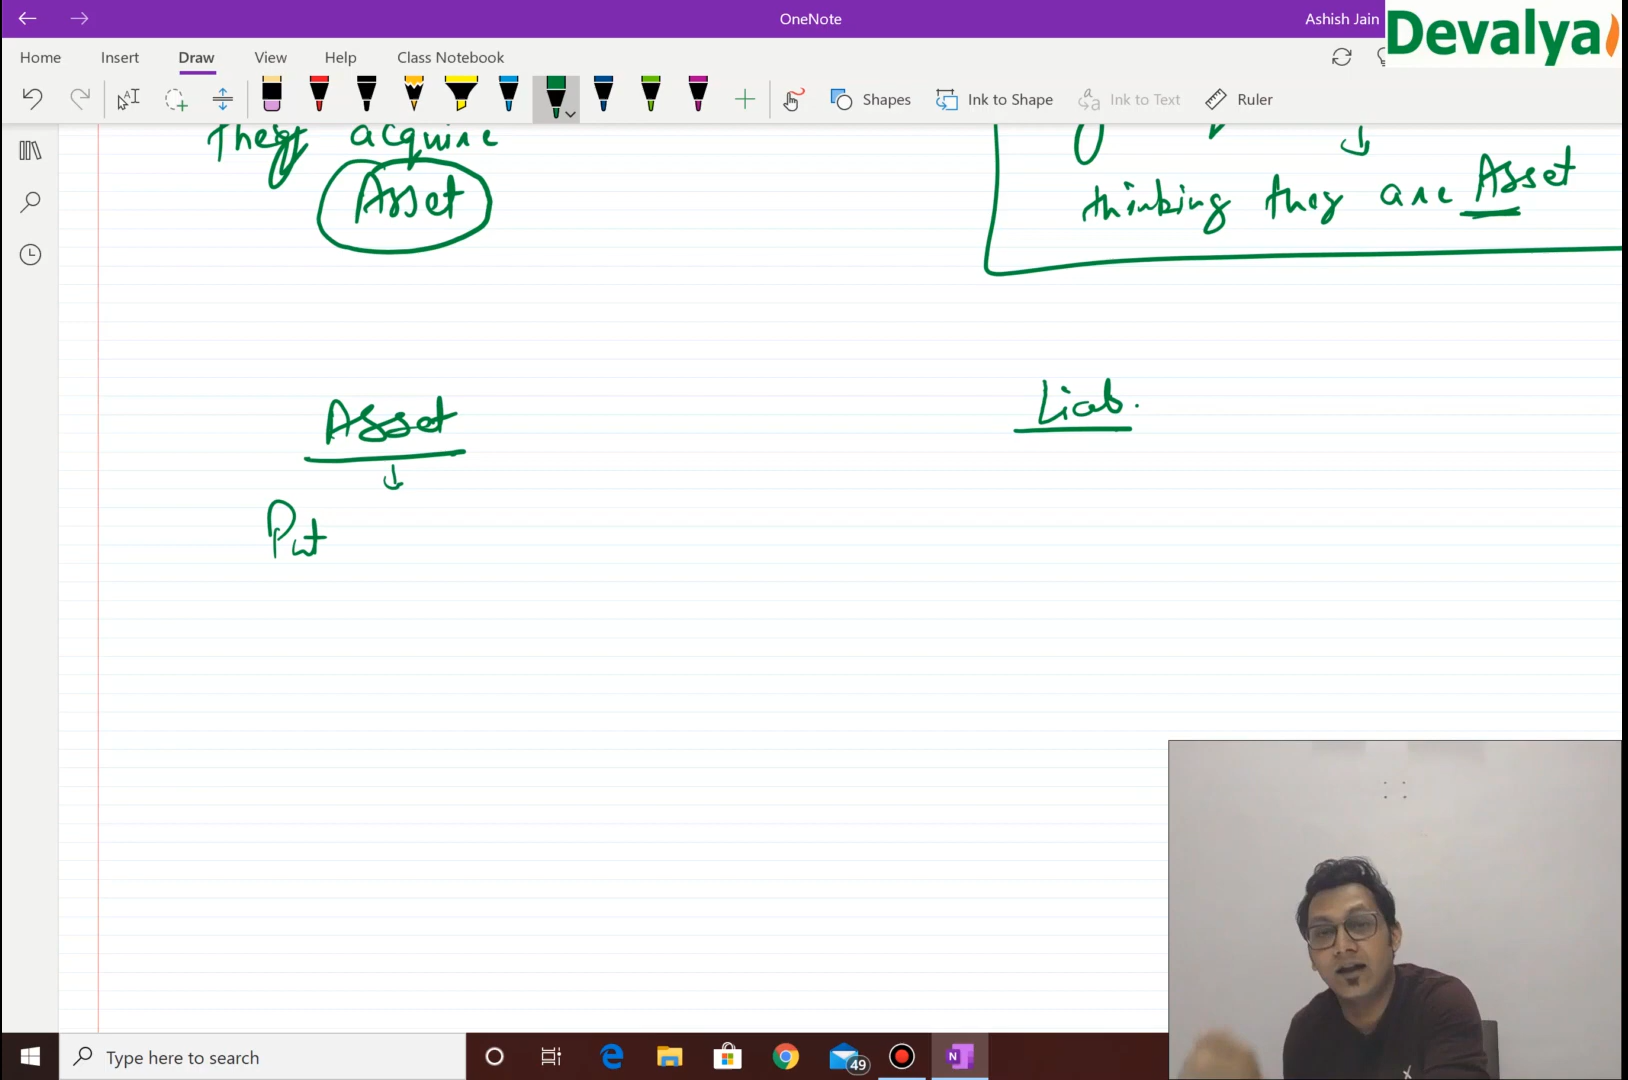 OneNote
Ashish Jain
Devalya
Home Insert Draw View Help Class Notebook
Shapes Ink to Shape Ink to Text Ruler
They acquire
Asset
thinking they are Asset
Asset
Liab.
Put
Type here to search
49